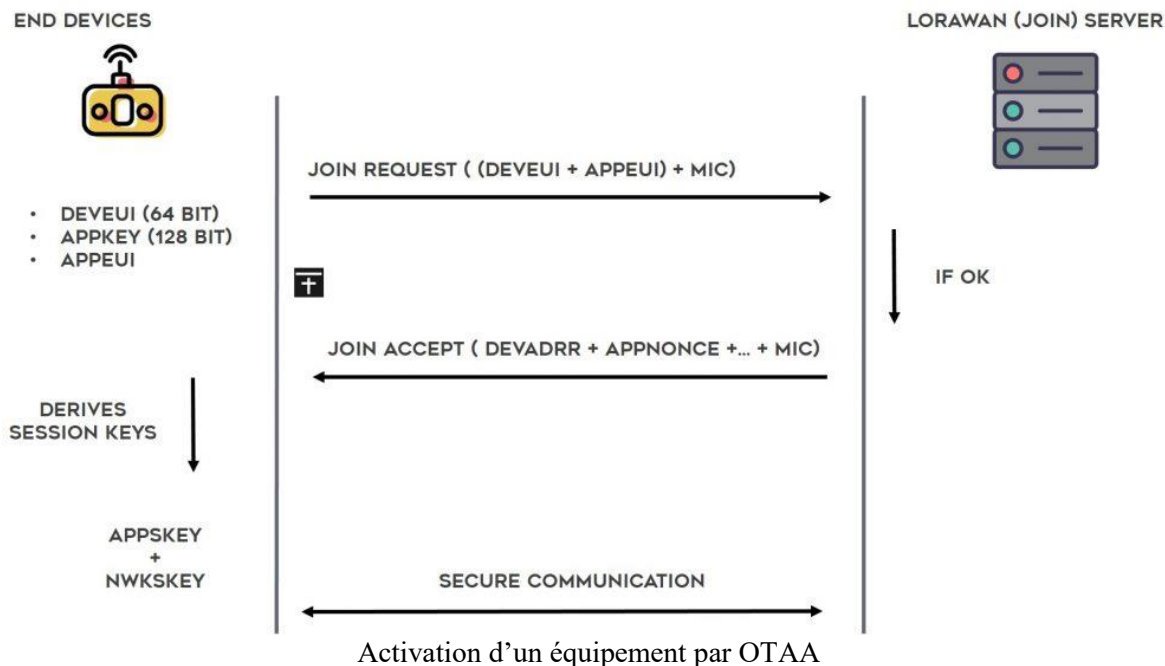 END DEVICES
LORAWAN (JOIN) SERVER
JOIN REQUEST ( (DEVEUI + APPEUI) + MIC)
• DEVEUI (64 BIT)
• APPKEY (128 BIT)
• APPEUI
IF OK
JOIN ACCEPT ( DEVADRR + APPNONCE +... + MIC)
DERIVES
SESSION KEYS
APPSKEY
+
NWKSKEY
SECURE COMMUNICATION
Activation d’un équipement par OTAA